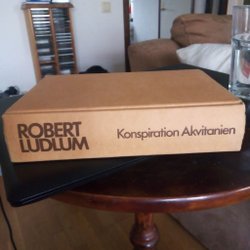 ROBERT
LUDLUM
Konspiration Akvitanien